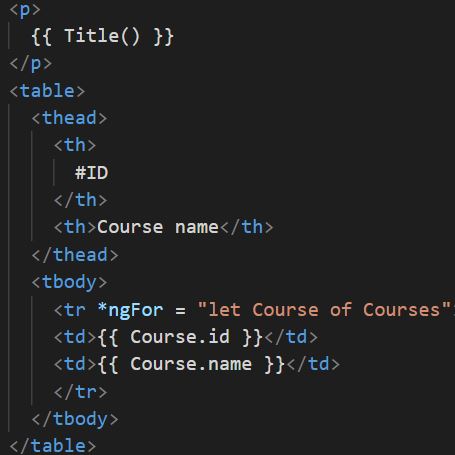 <p>
{{ Title() }}
</p>
<table>
<thead>
<th>
#ID
</th>
<th>Course name</th>
</thead>
<tbody>
<tr *ngFor = "let Course of Courses">
<td>{{ Course.id }}</td>
<td>{{ Course.name }}</td>
</tr>
</tbody>
</table>